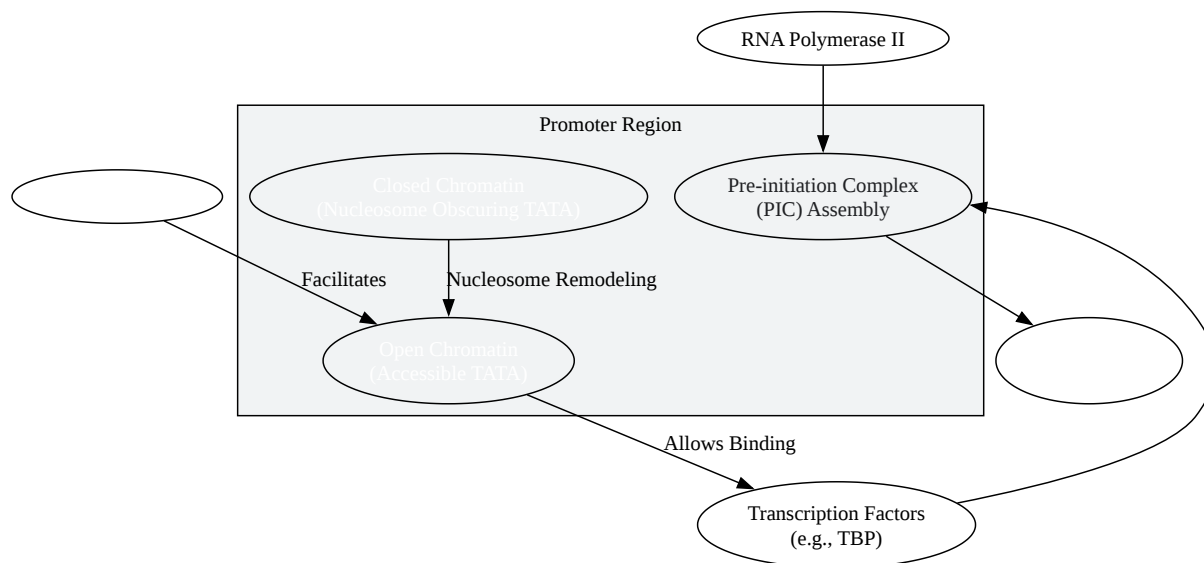 RNA Polymerase II
Promoter Region
Closed Chromatin
(Nucleosome Obscuring TATA)
Pre-initiation Complex
(PIC) Assembly
Facilitates
Nucleosome Remodeling
Open Chromatin
(Accessible TATA)
Allows Binding
Transcription Factors
(e.g., TBP)